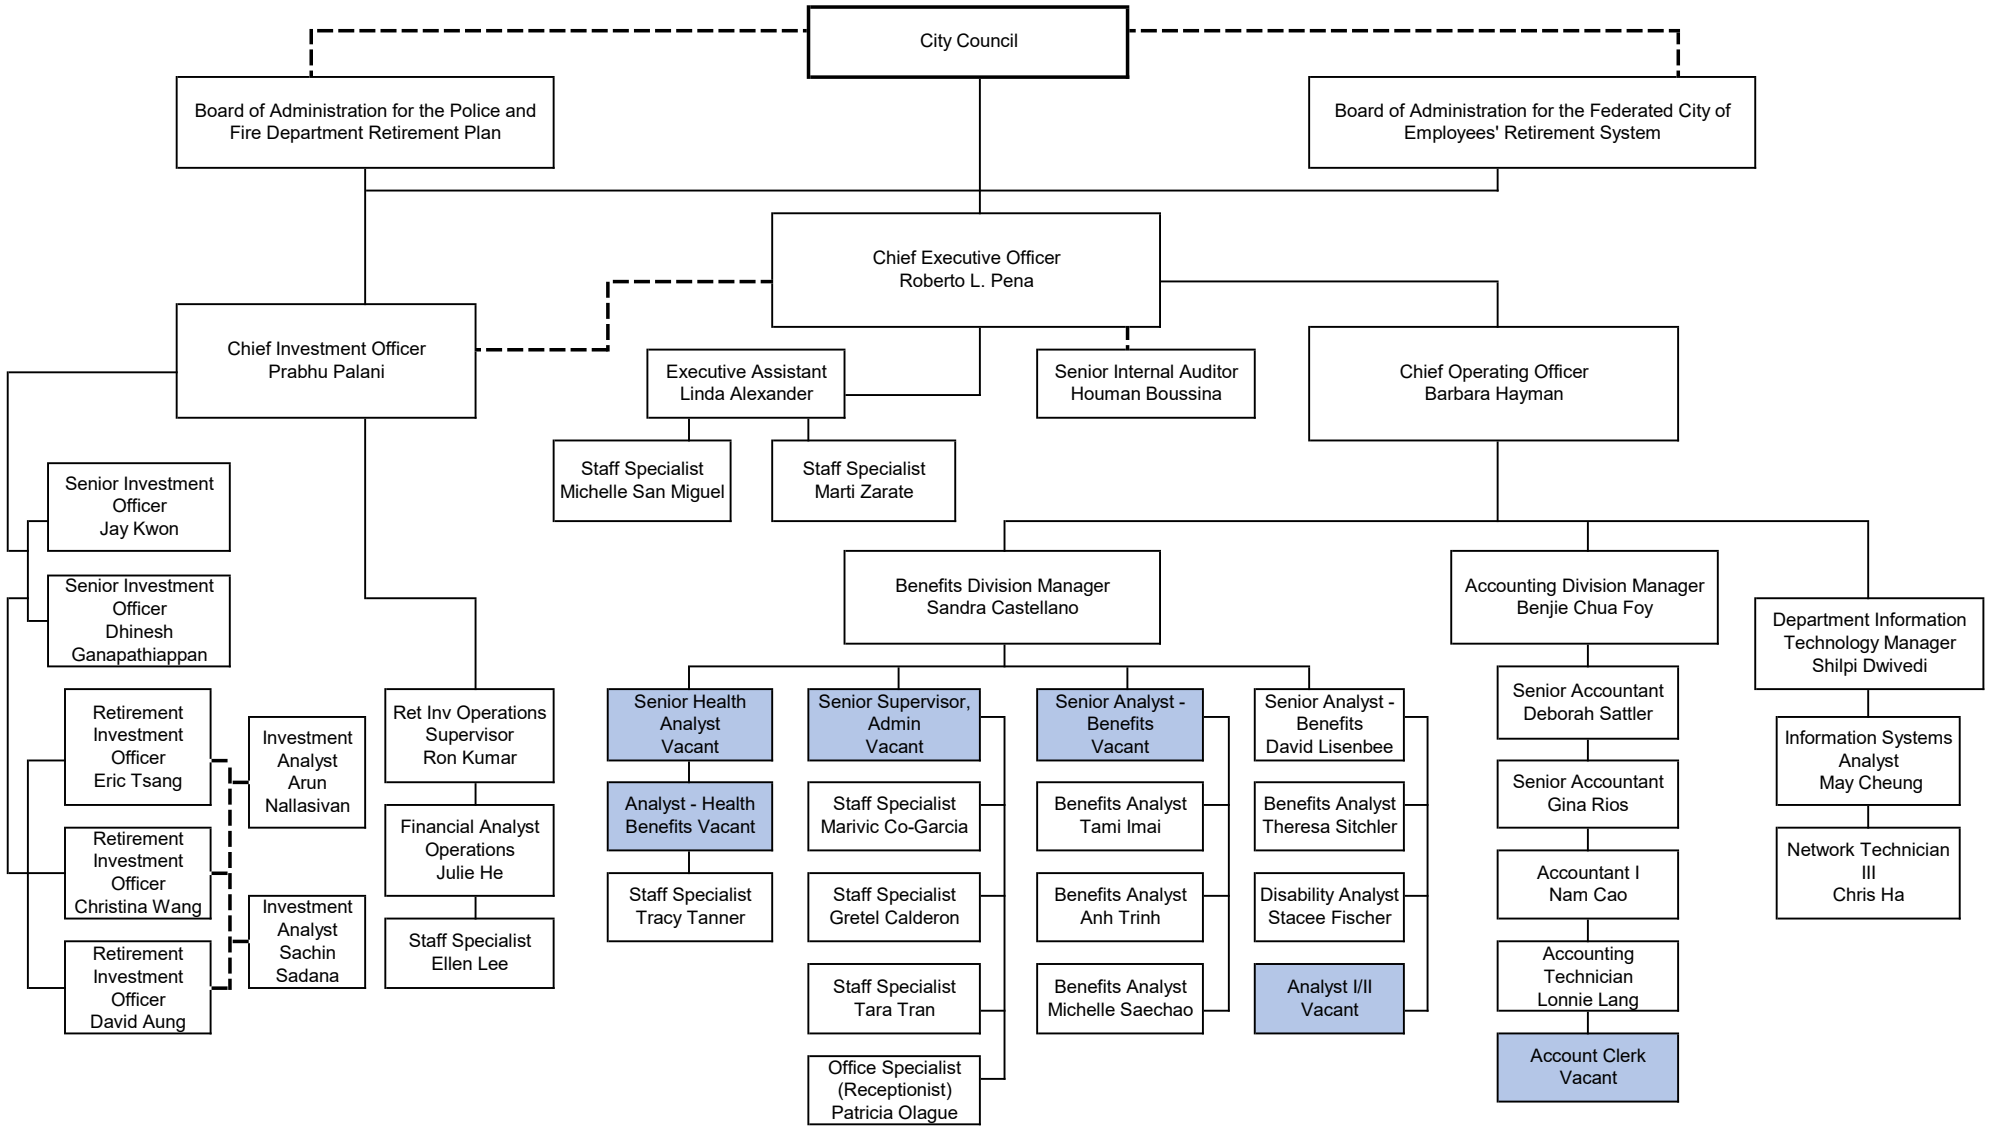 City Council
Board of Administration for the Police and
Fire Department Retirement Plan
Board of Administration for the Federated City of
Employees' Retirement System
Chief Executive Officer
Roberto L. Pena
Chief Investment Officer
Prabhu Palani
Executive Assistant
Linda Alexander
Senior Internal Auditor
Houman Boussina
Chief Operating Officer
Barbara Hayman
Staff Specialist
Michelle San Miguel
Staff Specialist
Marti Zarate
Senior Investment
Officer
Jay Kwon
Senior Investment
Officer
Dhinesh
Ganapathiappan
Benefits Division Manager
Sandra Castellano
Accounting Division Manager
Benjie Chua Foy
Department Information
Technology Manager
Shilpi Dwivedi
Retirement
Investment
Officer
Eric Tsang
Retirement
Investment
Officer
Christina Wang
Retirement
Investment
Officer
David Aung
Investment
Analyst
Arun
Nallasivan
Investment
Analyst
Sachin
Sadana
Ret Inv Operations
Supervisor
Ron Kumar
Financial Analyst
Operations
Julie He
Staff Specialist
Ellen Lee
Senior Health
Analyst
Vacant
Analyst - Health
Benefits Vacant
Staff Specialist
Tracy Tanner
Senior Supervisor,
Admin
Vacant
Staff Specialist
Marivic Co-Garcia
Staff Specialist
Gretel Calderon
Staff Specialist
Tara Tran
Office Specialist
(Receptionist)
Patricia Olague
Senior Analyst -
Benefits
Vacant
Benefits Analyst
Tami Imai
Benefits Analyst
Anh Trinh
Benefits Analyst
Michelle Saechao
Senior Analyst -
Benefits
David Lisenbee
Benefits Analyst
Theresa Sitchler
Disability Analyst
Stacee Fischer
Analyst I/II
Vacant
Senior Accountant
Deborah Sattler
Senior Accountant
Gina Rios
Accountant I
Nam Cao
Accounting
Technician
Lonnie Lang
Account Clerk
Vacant
Information Systems
Analyst
May Cheung
Network Technician
III
Chris Ha